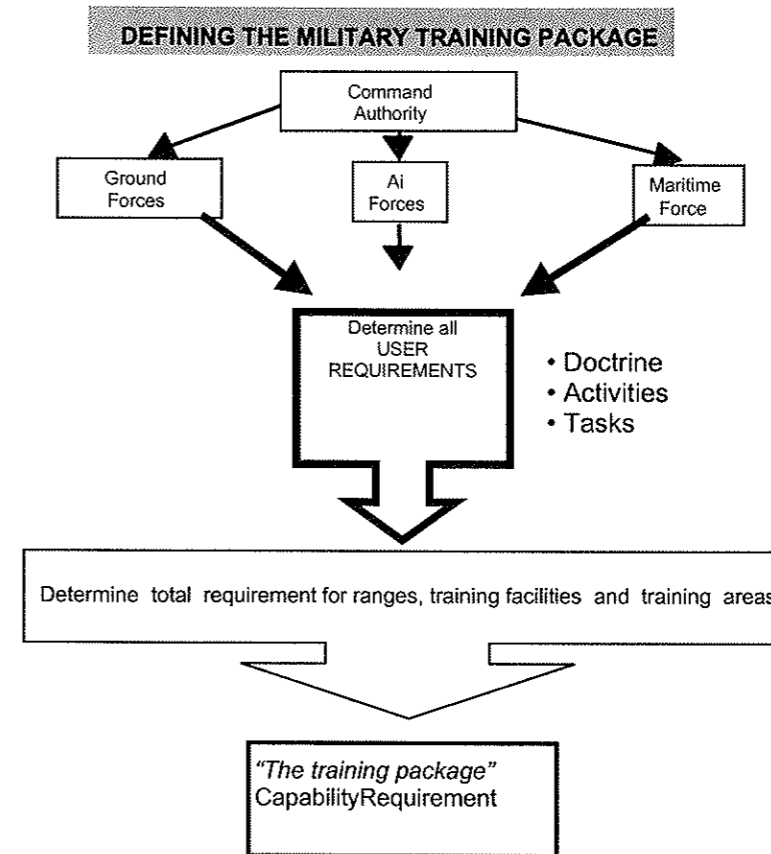 DEFINING THE MILITARY TRAINING PACKAGE
Command
Authority
Ground
Forces
Ai
Forces
Maritime
Force
Determine all
USER
REQUIREMENTS
• Doctrine
• Activities
• Tasks
Determine total requirement for ranges, training facilities and training areas
"The training package"
CapabilityRequirement